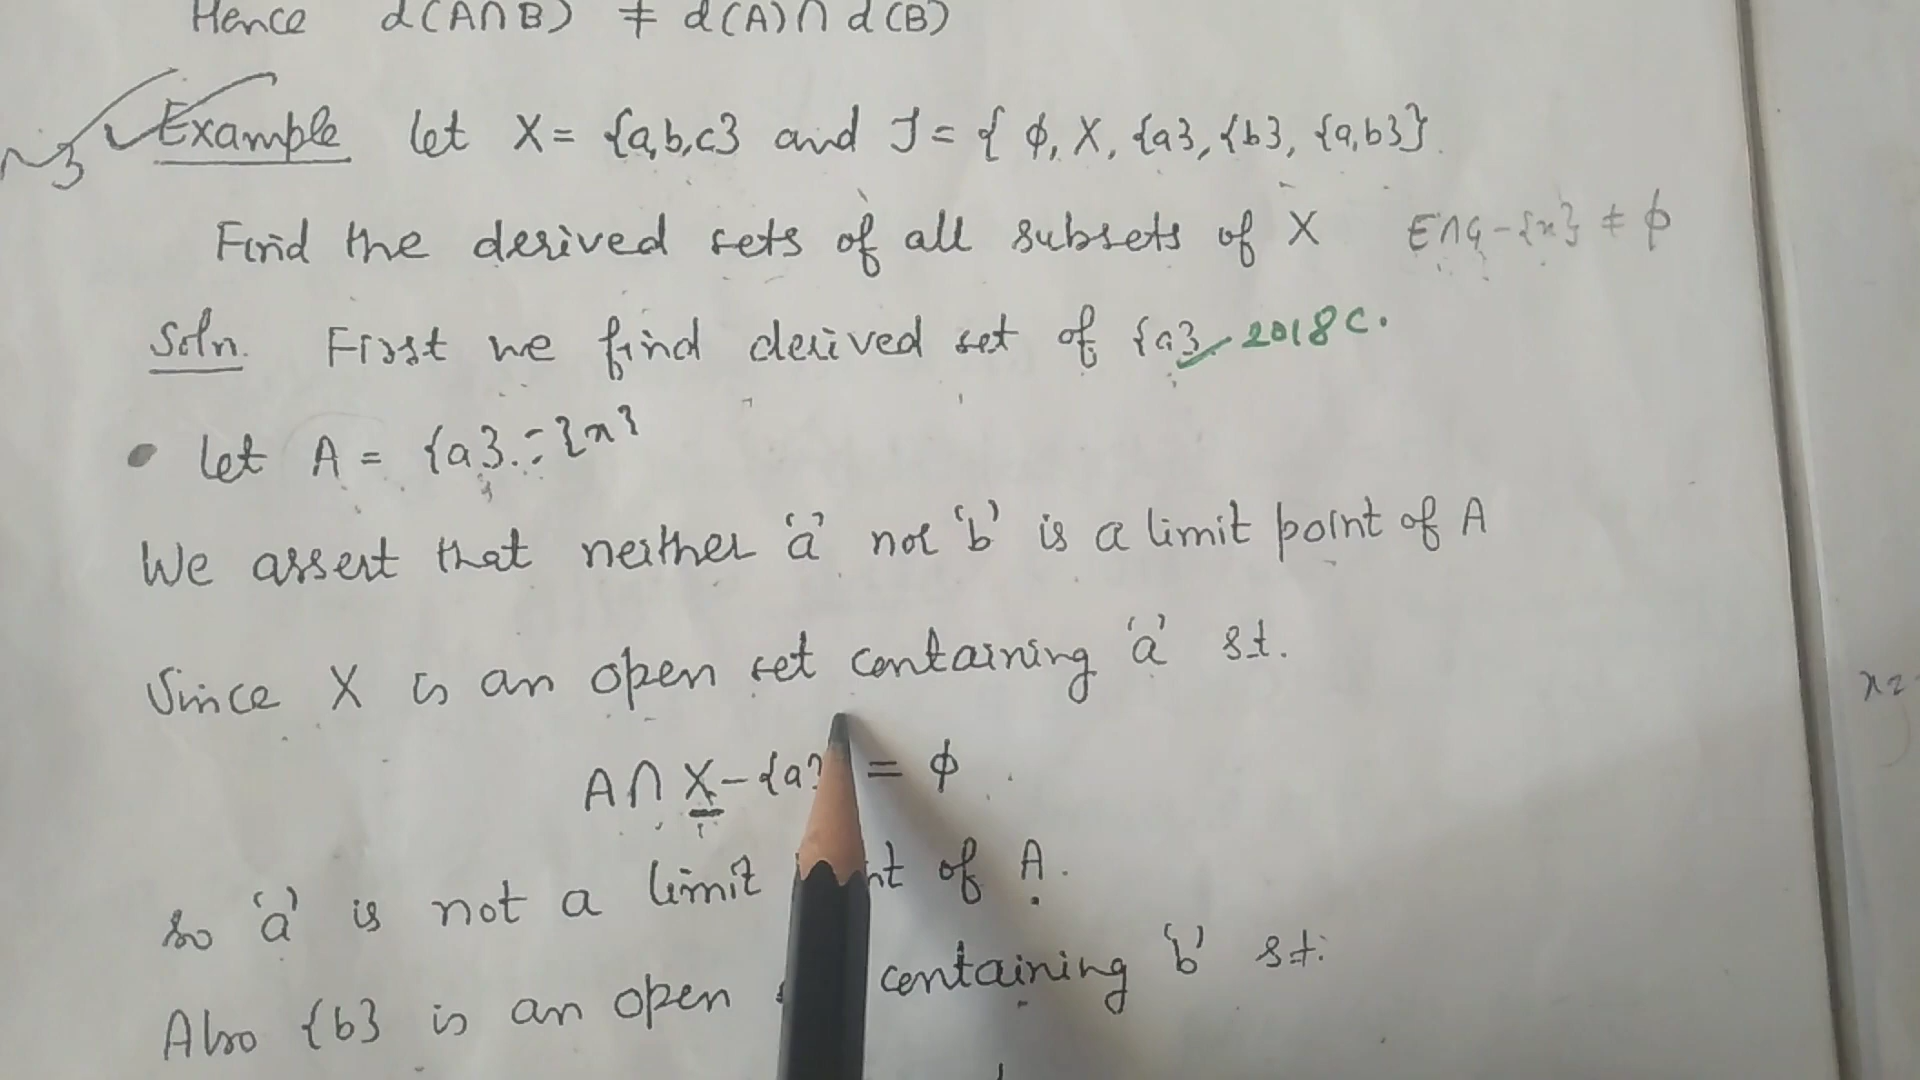 Hence d(A∩B) ≠ d(A)∩d(B)
Example let X = {a,b,c} and J = { ϕ, X, {a}, {b}, {a,b}}.
Find the derived sets of all subsets of X E∩G-{x} ≠ ϕ
Soln. First we find derived set of {a} 2018 C.
• let A = {a}. = {x}
We assert that neither 'a' nor 'b' is a limit point of A
Since X is an open set containing 'a' s.t.
A∩X-{a} = ϕ
So 'a' is not a limit of A.
Also {b} is an open containing 'b' s.t.